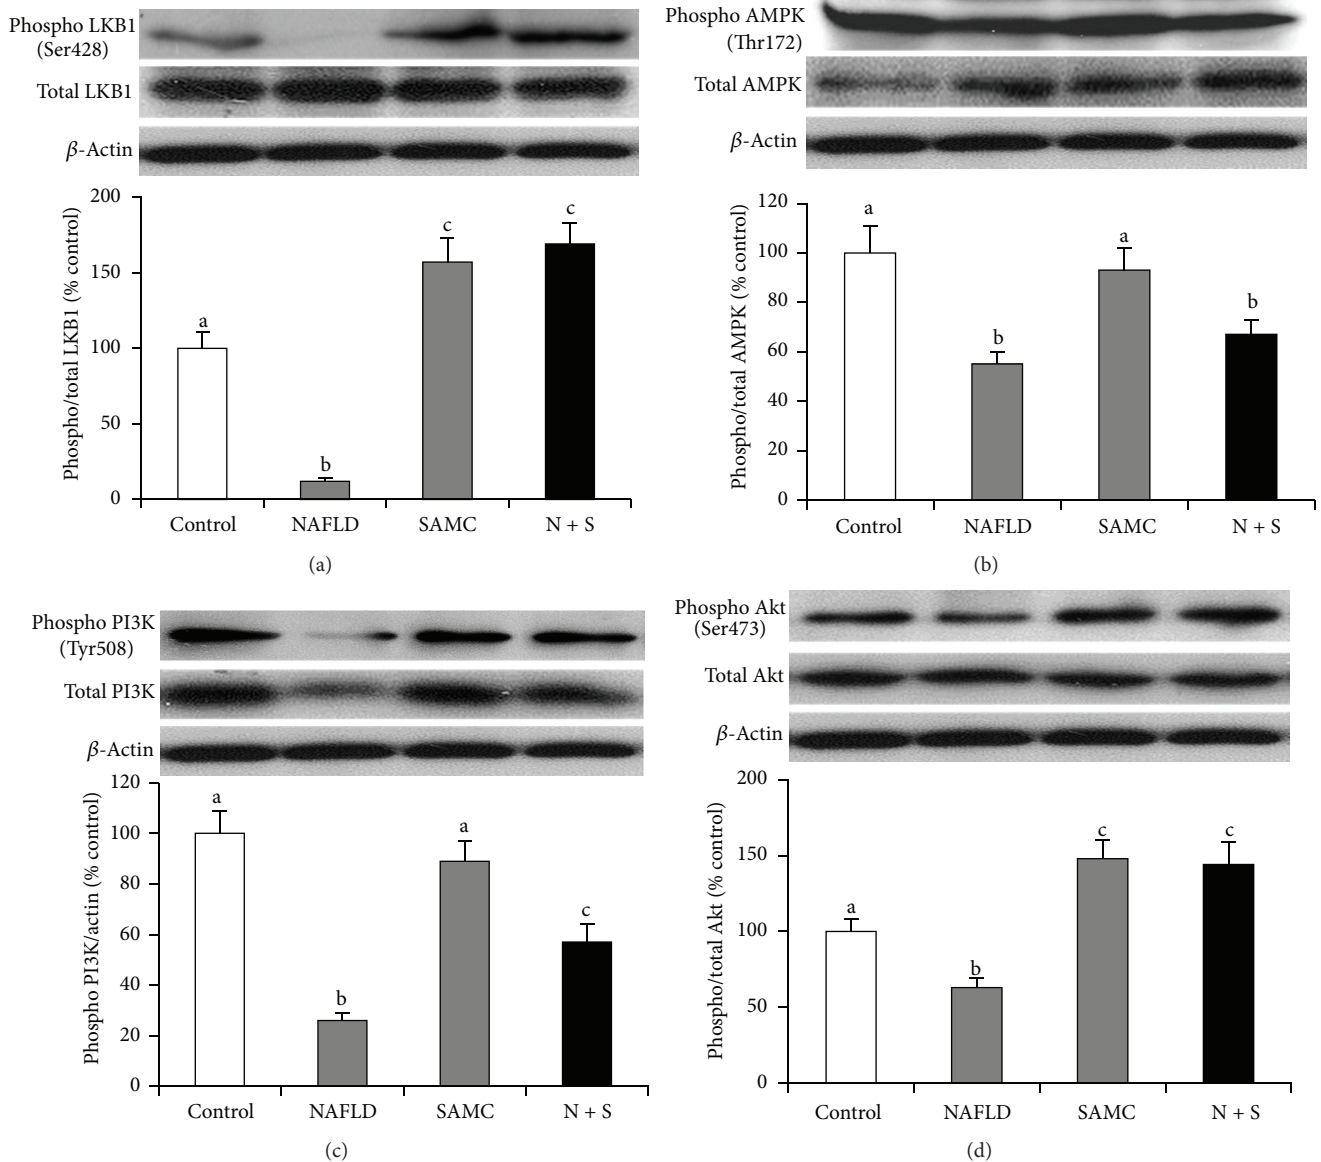 Phospho LKB1
(Ser428)
Total LKB1
β-Actin
Phospho/total LKB1 (% control)
200
150
100
50
0
a
b
c
c
Control NAFLD SAMC N + S
(a)
Phospho AMPK
(Thr172)
Total AMPK
β-Actin
Phospho/total AMPK (% control)
120
100
80
60
40
20
0
a
b
a
b
Control NAFLD SAMC N + S
(b)
Phospho PI3K
(Tyr508)
Total PI3K
β-Actin
Phospho PI3K/actin (% control)
120
100
80
60
40
20
0
a
b
a
c
Control NAFLD SAMC N + S
(c)
Phospho Akt
(Ser473)
Total Akt
β-Actin
Phospho/total Akt (% control)
200
150
100
50
0
a
b
c
c
Control NAFLD SAMC N + S
(d)